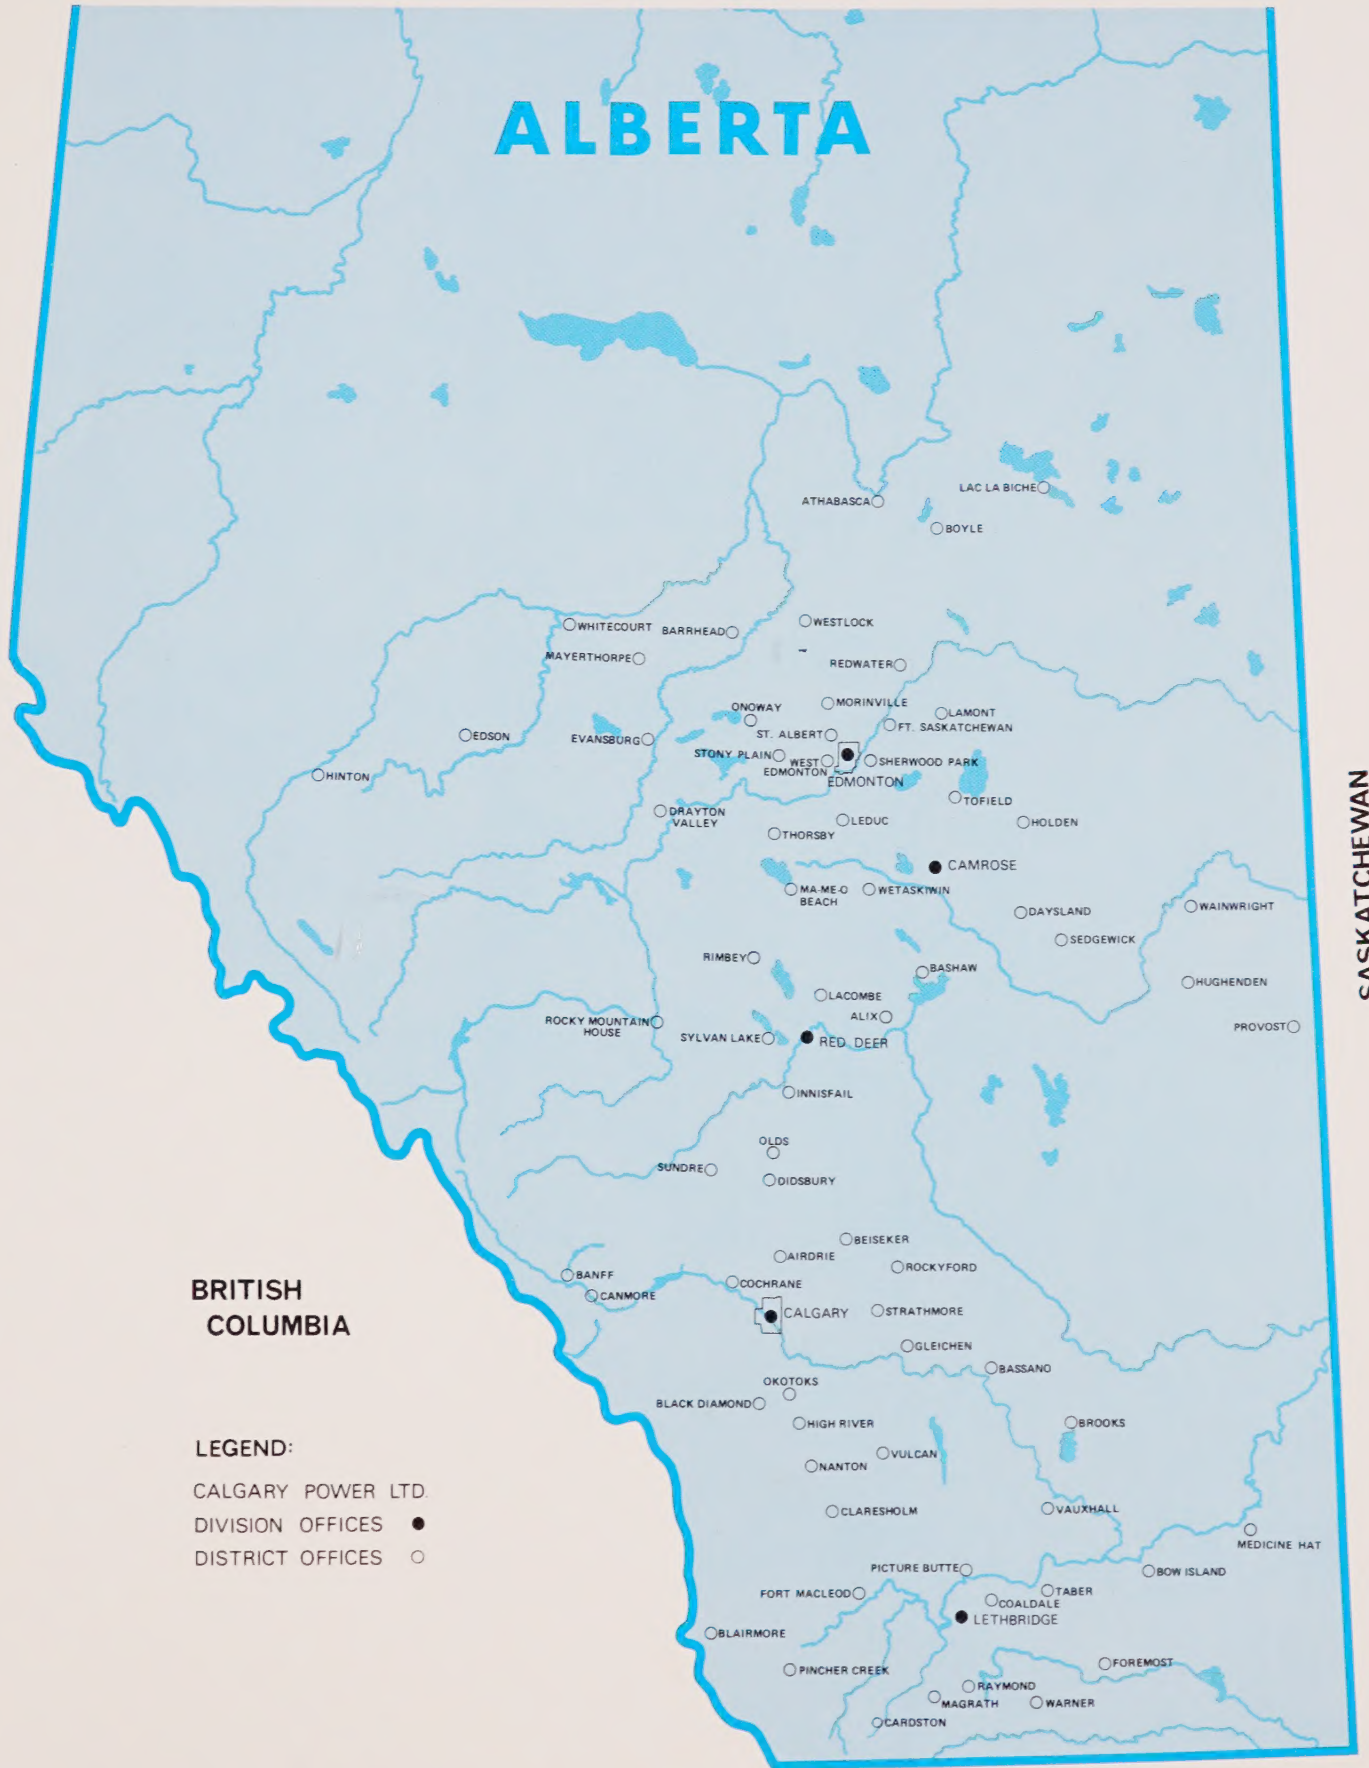 ALBERTA
ATHABASCA
LAC LA BICHE
BOYLE
WHITECOURT
BARRHEAD
WESTLOCK
MAYERTHORPE
REDWATER
ONOWAY
MORINVILLE
LAMONT
FT. SASKATCHEWAN
EDSON
EVANSBURG
ST. ALBERT
STONY PLAIN
WEST
EDMONTON
SHERWOOD PARK
EDMONTON
HINTON
TOFIELD
DRAYTON
VALLEY
LEDUC
HOLDEN
THORSBY
CAMROSE
MA-ME-O
BEACH
WETASKIWIN
DAYSLAND
WAINWRIGHT
SEDGEWICK
RIMBEY
BASHAW
HUGHENDEN
LACOMBE
ALIX
ROCKY MOUNTAIN
HOUSE
SYLVAN LAKE
RED DEER
PROVOST
INNISFAIL
OLDS
SUNDRE
DIDSBURY
BEISEKER
AIRDRIE
ROCKYFORD
BANFF
COCHRANE
CANMORE
CALGARY
STRATHMORE
GLEICHEN
BASSANO
OKOTOKS
BLACK DIAMOND
HIGH RIVER
BROOKS
VULCAN
NANTON
CLARESHOLM
VAUXHALL
MEDICINE HAT
PICTURE BUTTE
BOW ISLAND
FORT MACLEOD
TABER
COALDALE
LETHBRIDGE
BLAIRMORE
PINCHER CREEK
FOREMOST
RAYMOND
MAGRATH
WARNER
CARDSTON
SASKATCHEWAN
BRITISH
COLUMBIA
LEGEND:
CALGARY POWER LTD.
DIVISION OFFICES ●
DISTRICT OFFICES ○